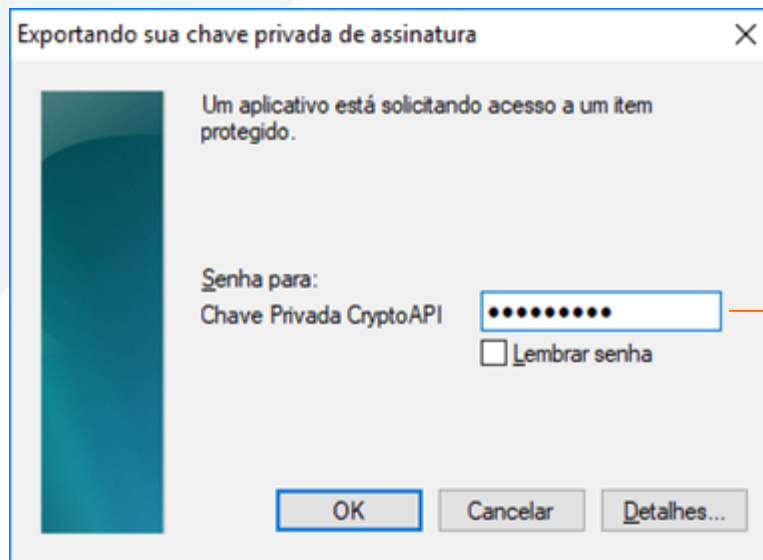 Exportando sua chave privada de assinatura
Um aplicativo está solicitando acesso a um item
protegido.
Senha para:
Chave Privada CryptoAPI
Lembrar senha
OK Cancelar Detalhes...